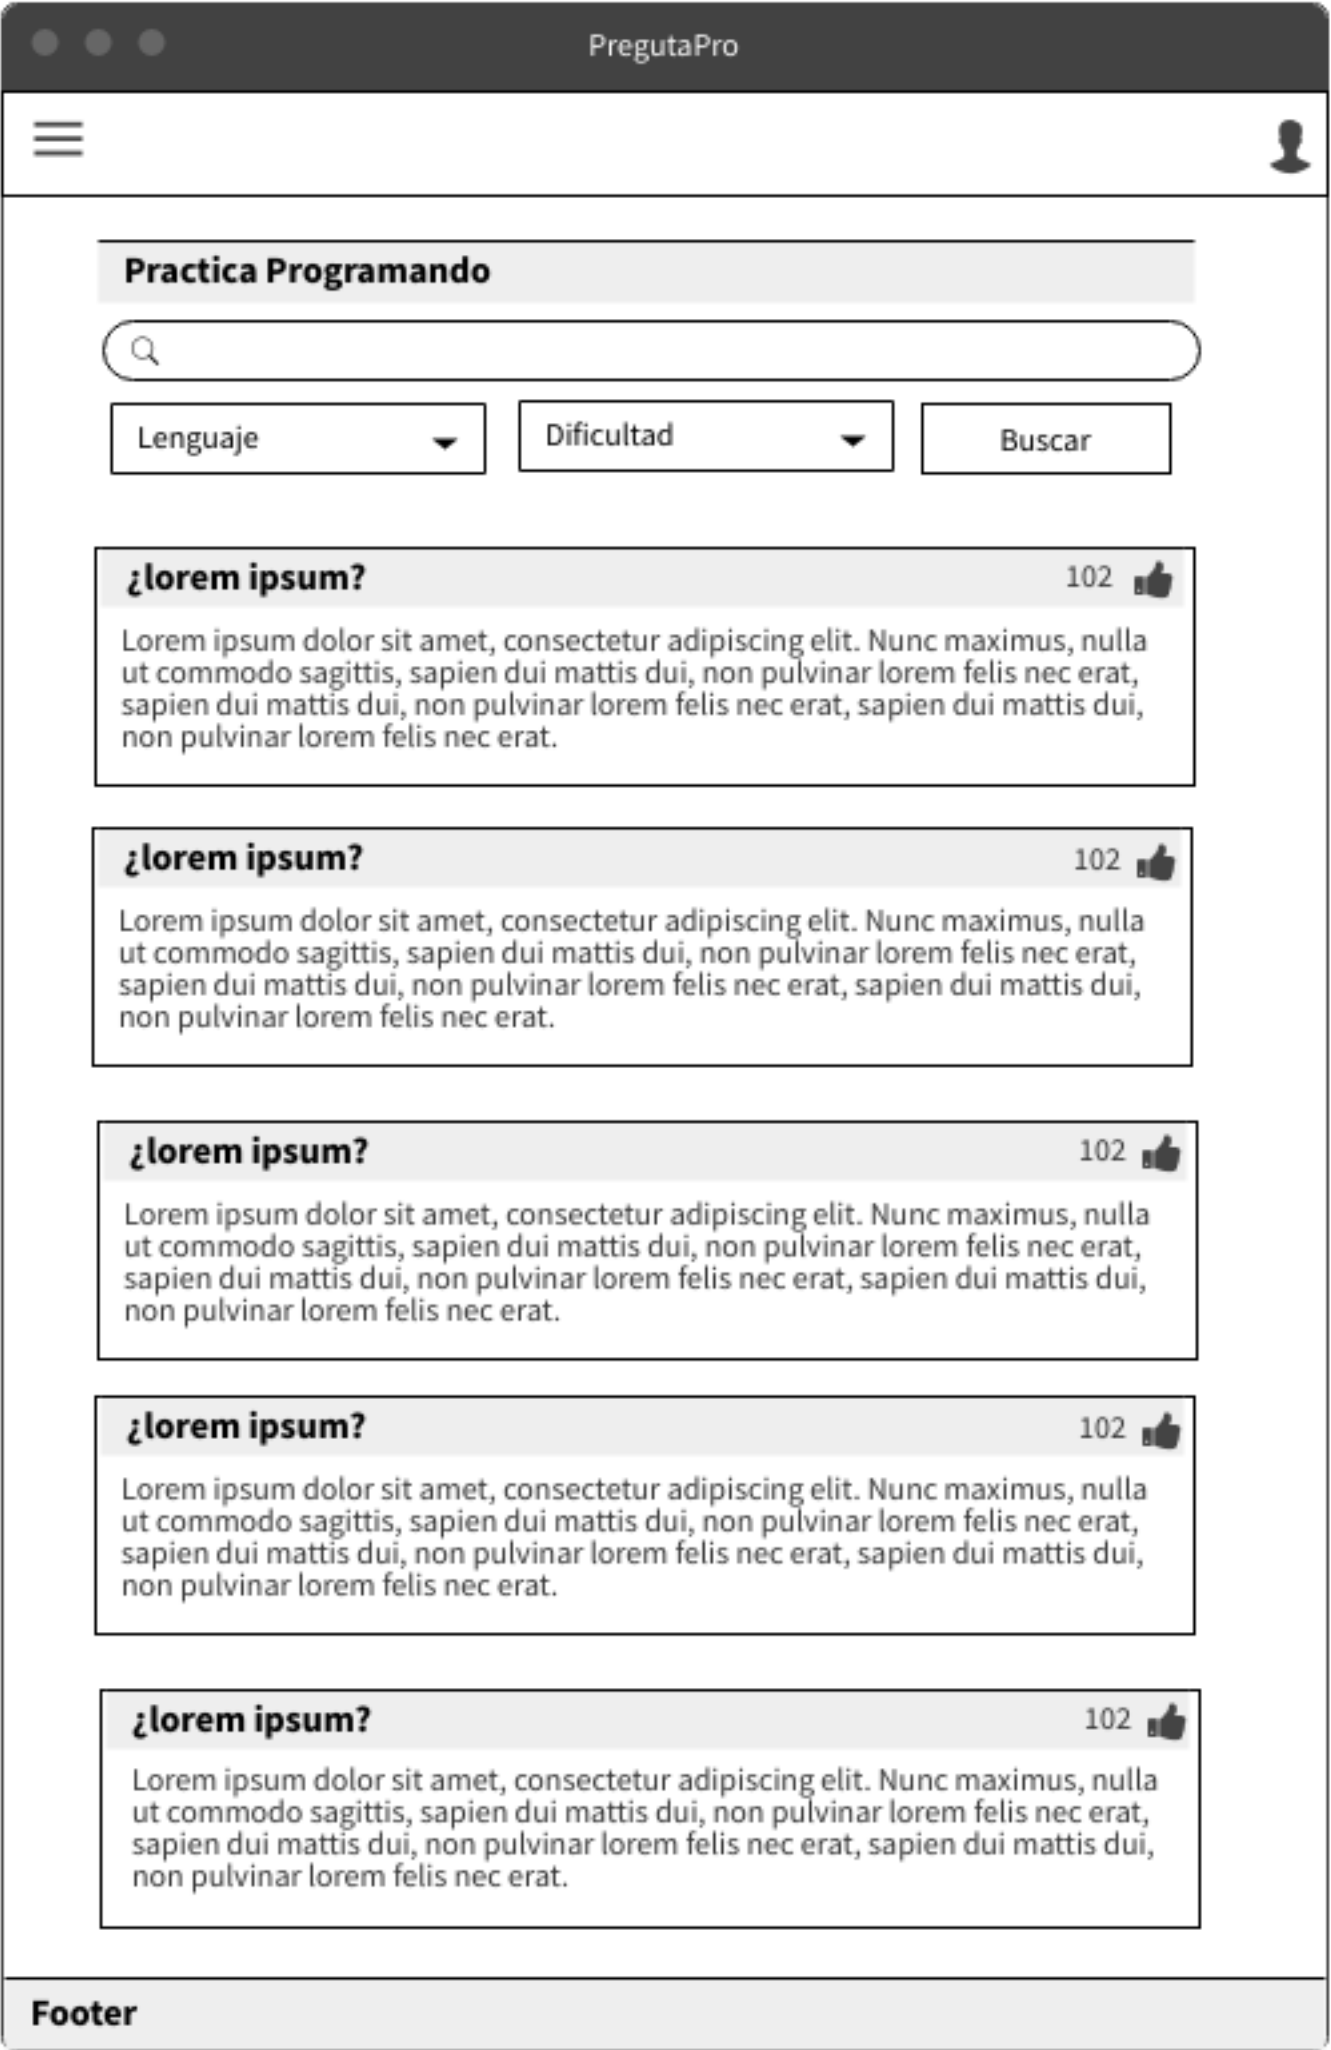 PregutaPro
Practica Programando
Lenguaje
Dificultad
Buscar
¿lorem ipsum?
102
Lorem ipsum dolor sit amet, consectetur adipiscing elit. Nunc maximus, nulla
ut commodo sagittis, sapien dui mattis dui, non pulvinar lorem felis nec erat,
sapien dui mattis dui, non pulvinar lorem felis nec erat, sapien dui mattis dui,
non pulvinar lorem felis nec erat.
¿lorem ipsum?
102
Lorem ipsum dolor sit amet, consectetur adipiscing elit. Nunc maximus, nulla
ut commodo sagittis, sapien dui mattis dui, non pulvinar lorem felis nec erat,
sapien dui mattis dui, non pulvinar lorem felis nec erat, sapien dui mattis dui,
non pulvinar lorem felis nec erat.
¿lorem ipsum?
102
Lorem ipsum dolor sit amet, consectetur adipiscing elit. Nunc maximus, nulla
ut commodo sagittis, sapien dui mattis dui, non pulvinar lorem felis nec erat,
sapien dui mattis dui, non pulvinar lorem felis nec erat, sapien dui mattis dui,
non pulvinar lorem felis nec erat.
¿lorem ipsum?
102
Lorem ipsum dolor sit amet, consectetur adipiscing elit. Nunc maximus, nulla
ut commodo sagittis, sapien dui mattis dui, non pulvinar lorem felis nec erat,
sapien dui mattis dui, non pulvinar lorem felis nec erat, sapien dui mattis dui,
non pulvinar lorem felis nec erat.
¿lorem ipsum?
102
Lorem ipsum dolor sit amet, consectetur adipiscing elit. Nunc maximus, nulla
ut commodo sagittis, sapien dui mattis dui, non pulvinar lorem felis nec erat,
sapien dui mattis dui, non pulvinar lorem felis nec erat, sapien dui mattis dui,
non pulvinar lorem felis nec erat.
Footer